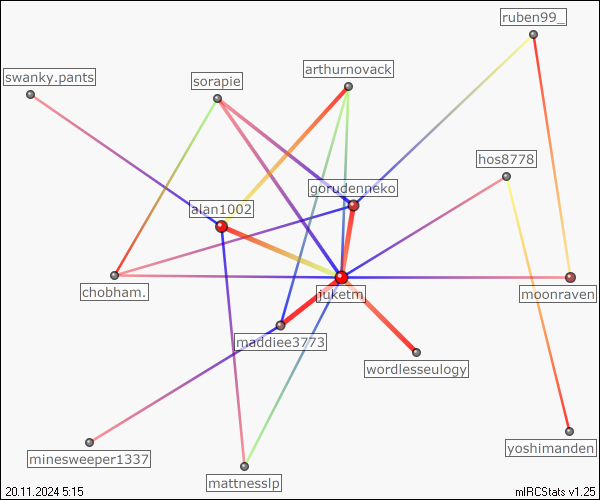 ruben99_
swanky.pants
sorapie
arthurnovack
hos8778
gorudenneko
alan1002
chobham.
juketm
moonraven
maddiee3773
wordlesseulogy
minesweeper1337
yoshimanden
mattnesslp
20.11.2024 5:15
mIRCStats v1.25